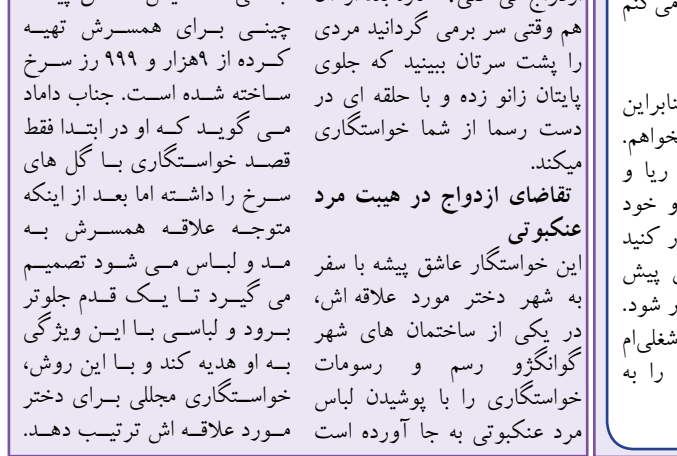 می کنم
نابراین
نخواهم.
ریا و
و خود
ر کنید
ی پیش
ر شود.
شغلی‌ام
را به
هم وقتی سر برمی گردانید مردی
را پشت سرتان ببینید که جلوی
پایتان زانو زده و با حلقه ای در
دست رسما از شما خواستگاری
میکند.
تقاضای ازدواج در هیبت مرد
عنکبوتی
این خواستگار عاشق پیشه با سفر
به شهر دختر مورد علاقه اش،
در یکی از ساختمان های شهر
گوانگژو رسم و رسومات
خواستگاری را با پوشیدن لباس
مرد عنکبوتی به جا آورده است
چینی برای همسرش تهیه
کرده از ۹هزار و ۹۹۹ رز سرخ
ساخته شده است. جناب داماد
می گوید که او در ابتدا فقط
قصد خواستگاری با گل های
سرخ را داشته اما بعد از اینکه
متوجه علاقه همسرش به
مد و لباس می شود تصمیم
می گیرد تا یک قدم جلوتر
برود و لباسی با این ویژگی
به او هدیه کند و با این روش،
خواستگاری مجللی برای دختر
مورد علاقه اش ترتیب دهد.